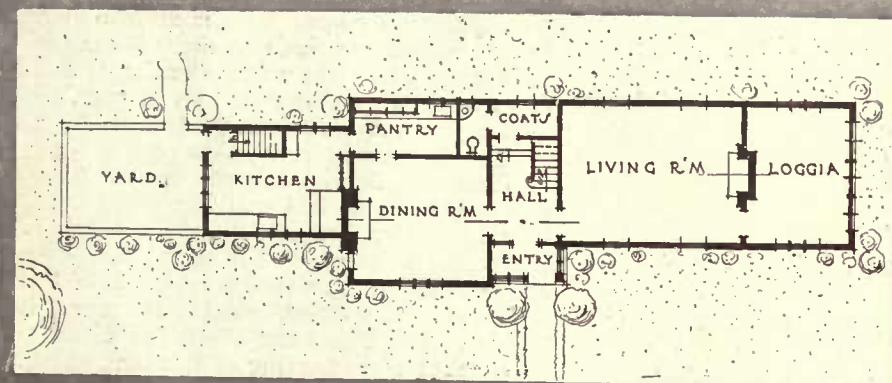 YARD.
KITCHEN
PANTRY
DINING R'M
COATS
HALL
ENTRY
LIVING R'M
LOGGIA